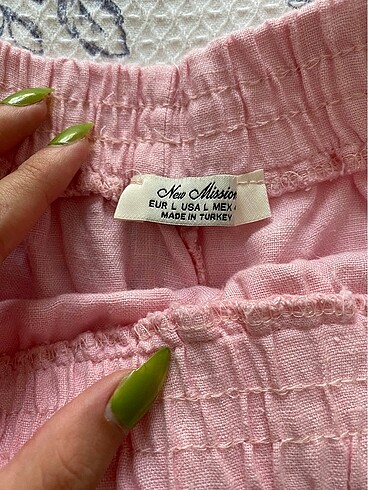 New Mission
EUR L USA L MEX
MADE IN TURKEY